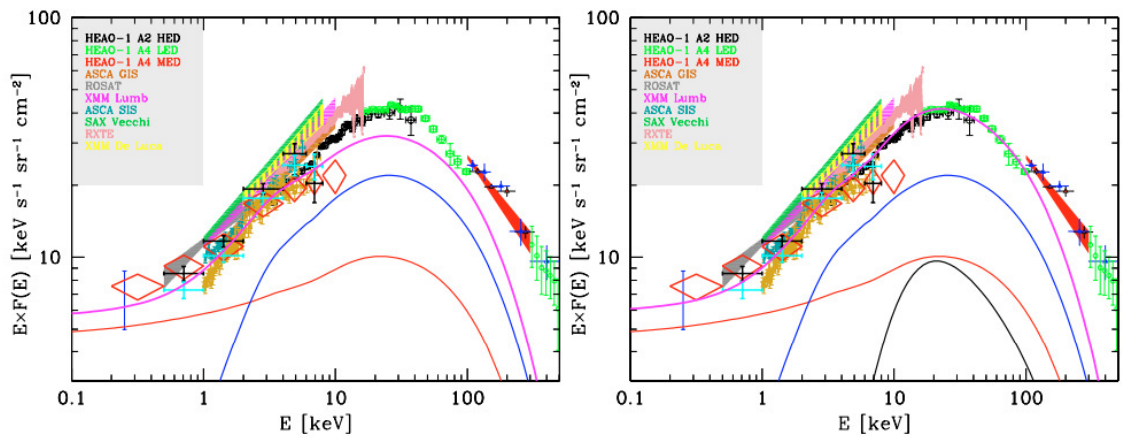 100
HEAO-1 A2 HED
HEAO-1 A4 LED
HEAO-1 A4 MED
ASCA GIS
ROSAT
XMM Lumb
ASCA SIS
SAX Vecchi
RXTE
XMM De Luca
10
E×F(E) [keV s⁻¹ sr⁻¹ cm⁻²]
0.1 1 10 100
E [keV]
100
HEAO-1 A2 HED
HEAO-1 A4 LED
HEAO-1 A4 MED
ASCA GIS
ROSAT
XMM Lumb
ASCA SIS
SAX Vecchi
RXTE
XMM De Luca
10
E×F(E) [keV s⁻¹ sr⁻¹ cm⁻²]
0.1 1 10 100
E [keV]